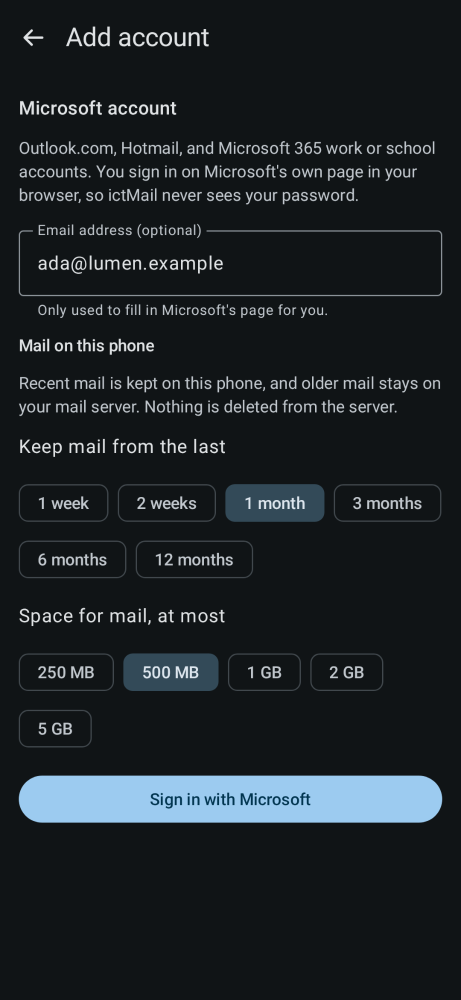 Add account
Microsoft account
Outlook.com, Hotmail, and Microsoft 365 work or school
accounts. You sign in on Microsoft's own page in your
browser, so ictMail never sees your password.
Email address (optional)
ada@lumen.example
Only used to fill in Microsoft's page for you.
Mail on this phone
Recent mail is kept on this phone, and older mail stays on
your mail server. Nothing is deleted from the server.
Keep mail from the last
1 week 2 weeks 1 month 3 months
6 months 12 months
Space for mail, at most
250 MB 500 MB 1 GB 2 GB
5 GB
Sign in with Microsoft